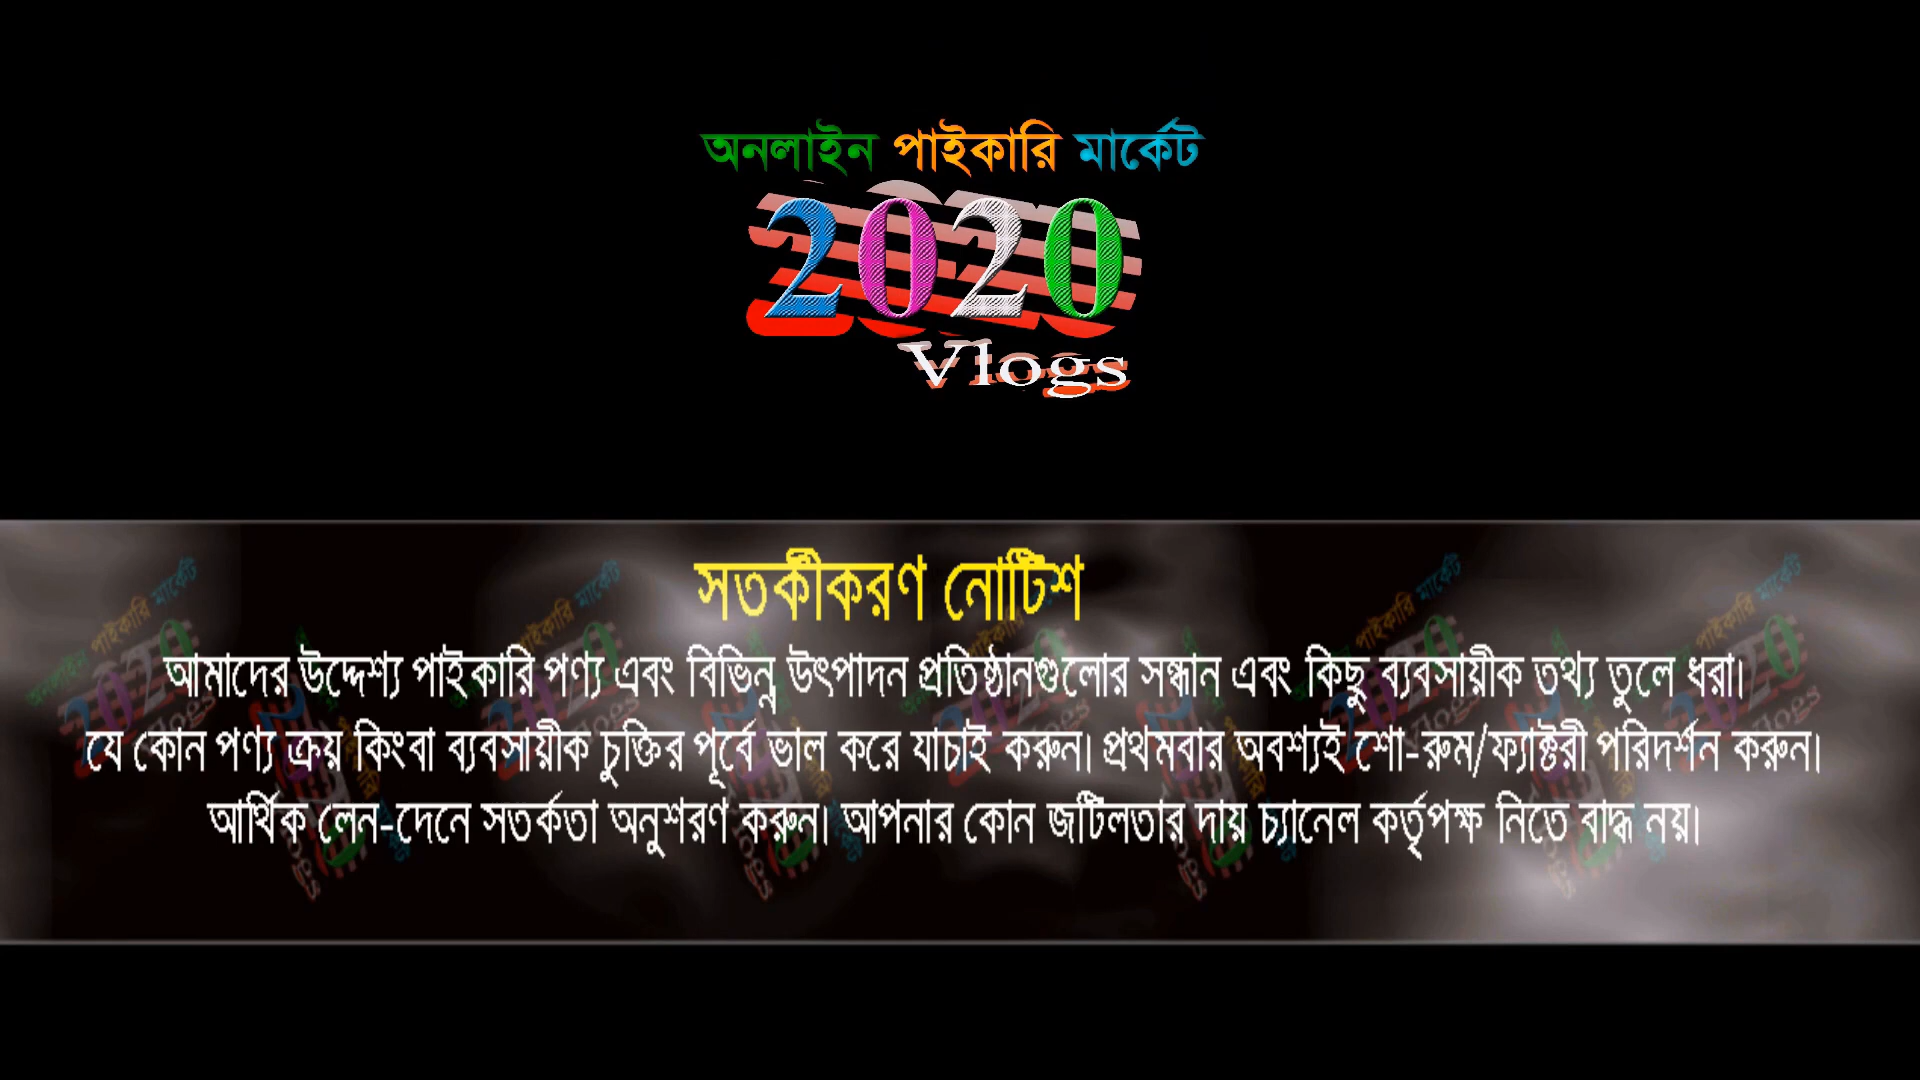 অনলাইন পাইকারি মার্কেট
2020
Vlogs
সতর্কীকরণ নোটিশ
আমাদের উদ্দেশ্য পাইকারি পণ্য এবং বিভিন্ন উৎপাদন প্রতিষ্ঠানগুলোর সন্ধান এবং কিছু ব্যবসায়ীক তথ্য তুলে ধরা।
যে কোন পণ্য ক্রয় কিংবা ব্যবসায়ীক চুক্তির পূর্বে ভাল করে যাচাই করুন। প্রথমবার অবশ্যই শো-রুম/ফ্যাক্টরী পরিদর্শন করুন।
আর্থিক লেন-দেনে সতর্কতা অনুশরণ করুন। আপনার কোন জটিলতার দায় চ্যানেল কর্তৃপক্ষ নিতে বাদ্ধ নয়।